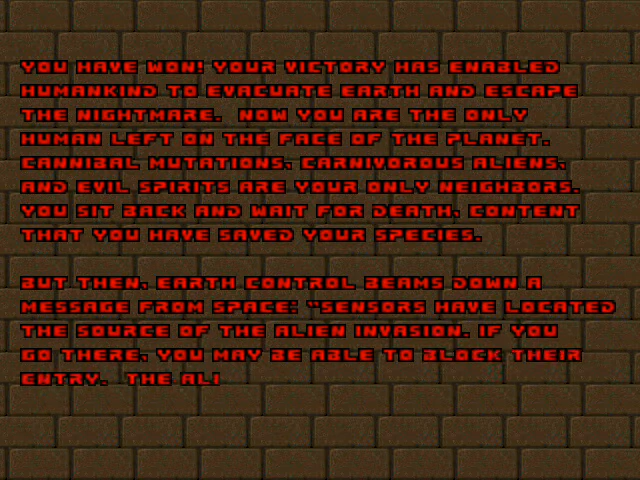 YOU HAVE WON! YOUR VICTORY HAS ENABLED
HUMANKIND TO EVACUATE EARTH AND ESCAPE
THE NIGHTMARE.  NOW YOU ARE THE ONLY
HUMAN LEFT ON THE FACE OF THE PLANET.
CANNIBAL MUTATIONS, CARNIVOROUS ALIENS,
AND EVIL SPIRITS ARE YOUR ONLY NEIGHBORS.
YOU SIT BACK AND WAIT FOR DEATH, CONTENT
THAT YOU HAVE SAVED YOUR SPECIES.
BUT THEN, EARTH CONTROL BEAMS DOWN A
MESSAGE FROM SPACE: "SENSORS HAVE LOCATED
THE SOURCE OF THE ALIEN INVASION. IF YOU
GO THERE, YOU MAY BE ABLE TO BLOCK THEIR
ENTRY.  THE ALI